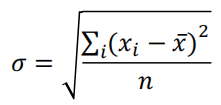 σ = √(∑ᵢ(xᵢ − x̄)² / n)